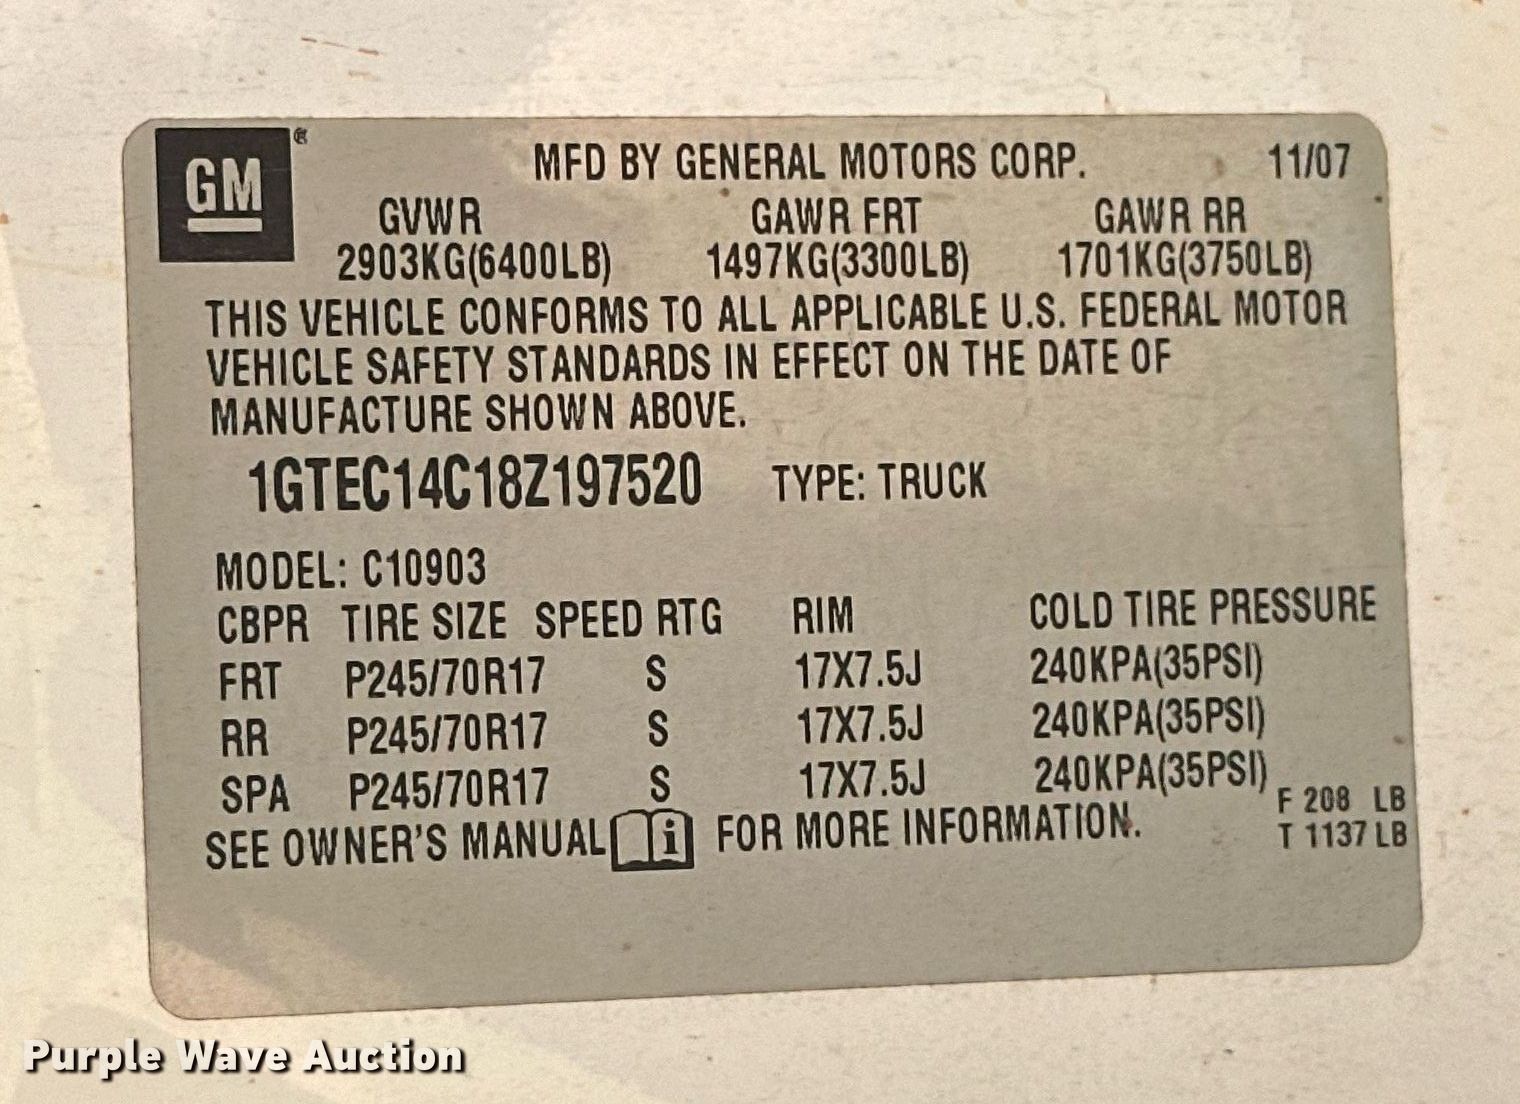 GM ®
MFD BY GENERAL MOTORS CORP. 11/07
GVWR GAWR FRT GAWR RR
2903KG(6400LB) 1497KG(3300LB) 1701KG(3750LB)
THIS VEHICLE CONFORMS TO ALL APPLICABLE U.S. FEDERAL MOTOR
VEHICLE SAFETY STANDARDS IN EFFECT ON THE DATE OF
MANUFACTURE SHOWN ABOVE.
1GTEC14C18Z197520 TYPE: TRUCK
MODEL: C10903
CBPR TIRE SIZE SPEED RTG RIM COLD TIRE PRESSURE
FRT P245/70R17 S 17X7.5J 240KPA(35PSI)
RR P245/70R17 S 17X7.5J 240KPA(35PSI)
SPA P245/70R17 S 17X7.5J 240KPA(35PSI)
F 208 LB
SEE OWNER'S MANUAL i FOR MORE INFORMATION.
T 1137 LB
Purple Wave Auction